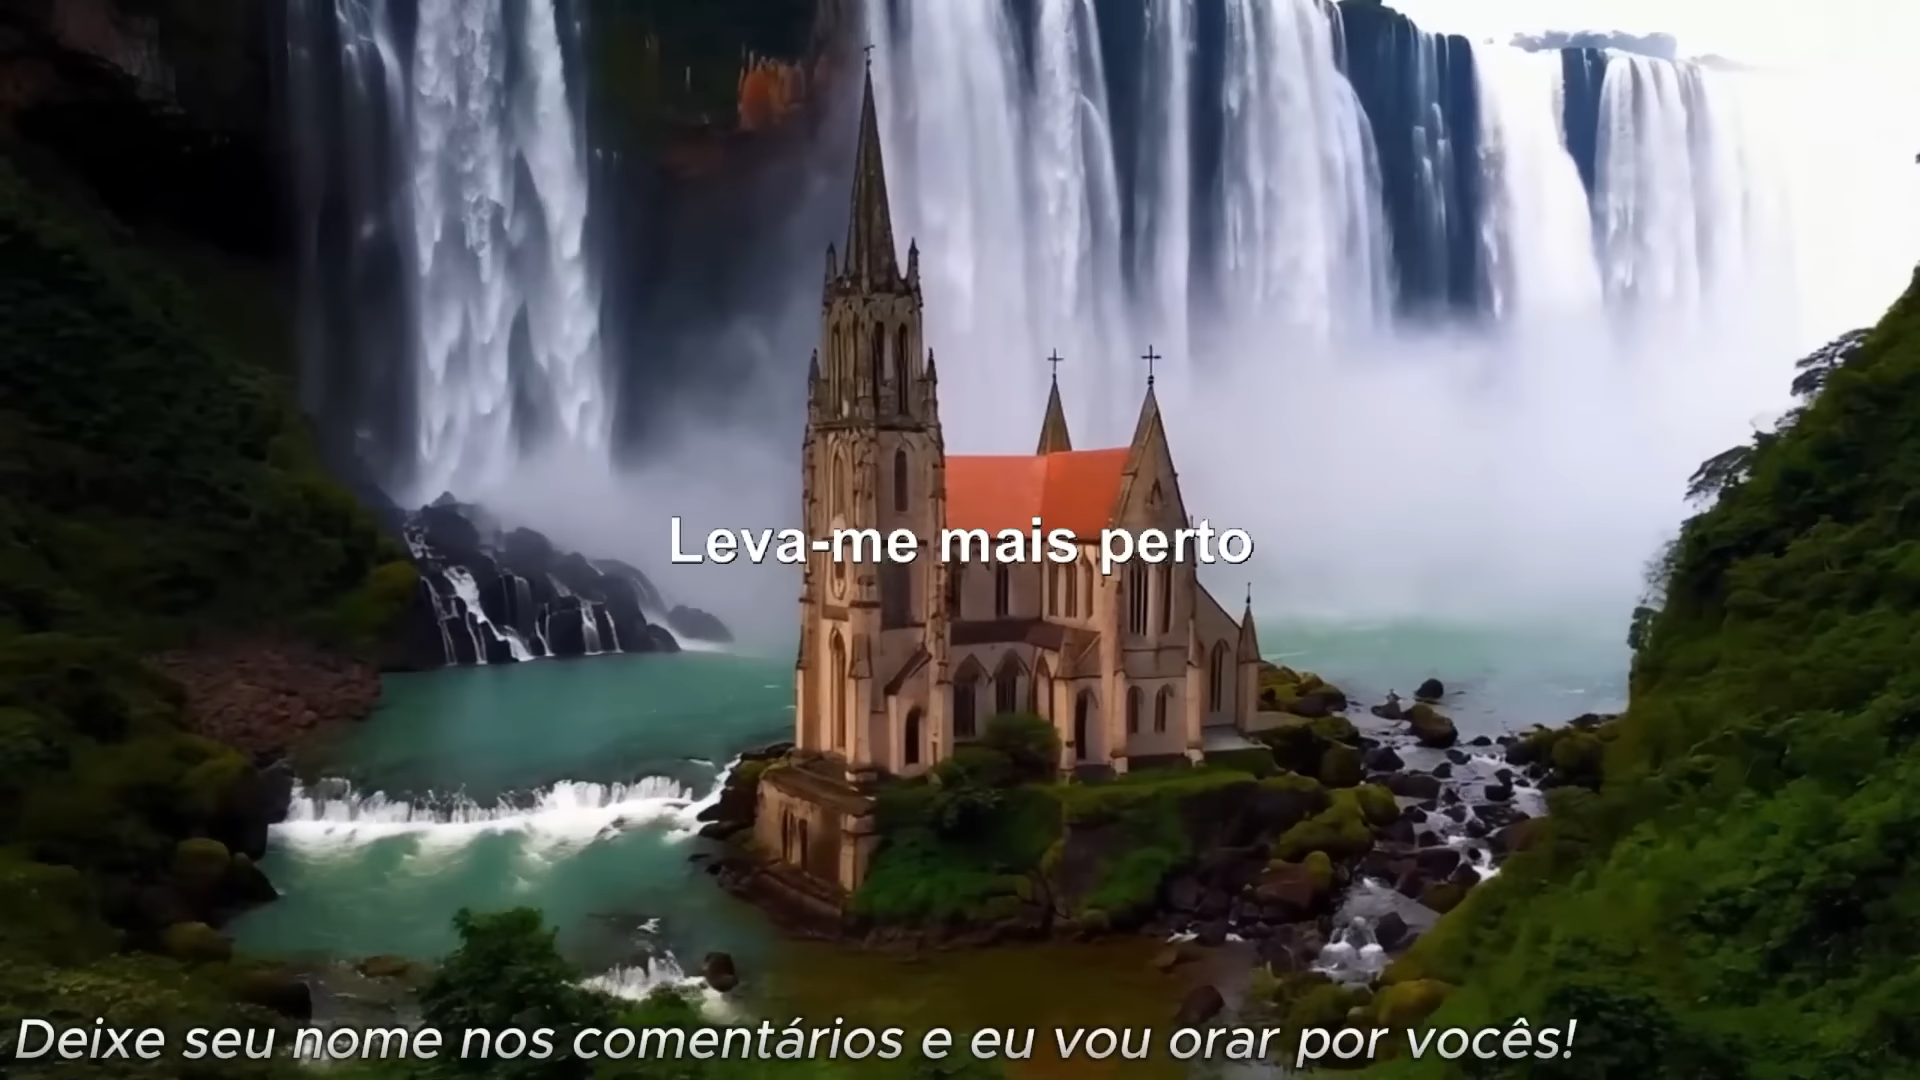 Leva-me mais perto
Deixe seu nome nos comentários e eu vou orar por vocês!